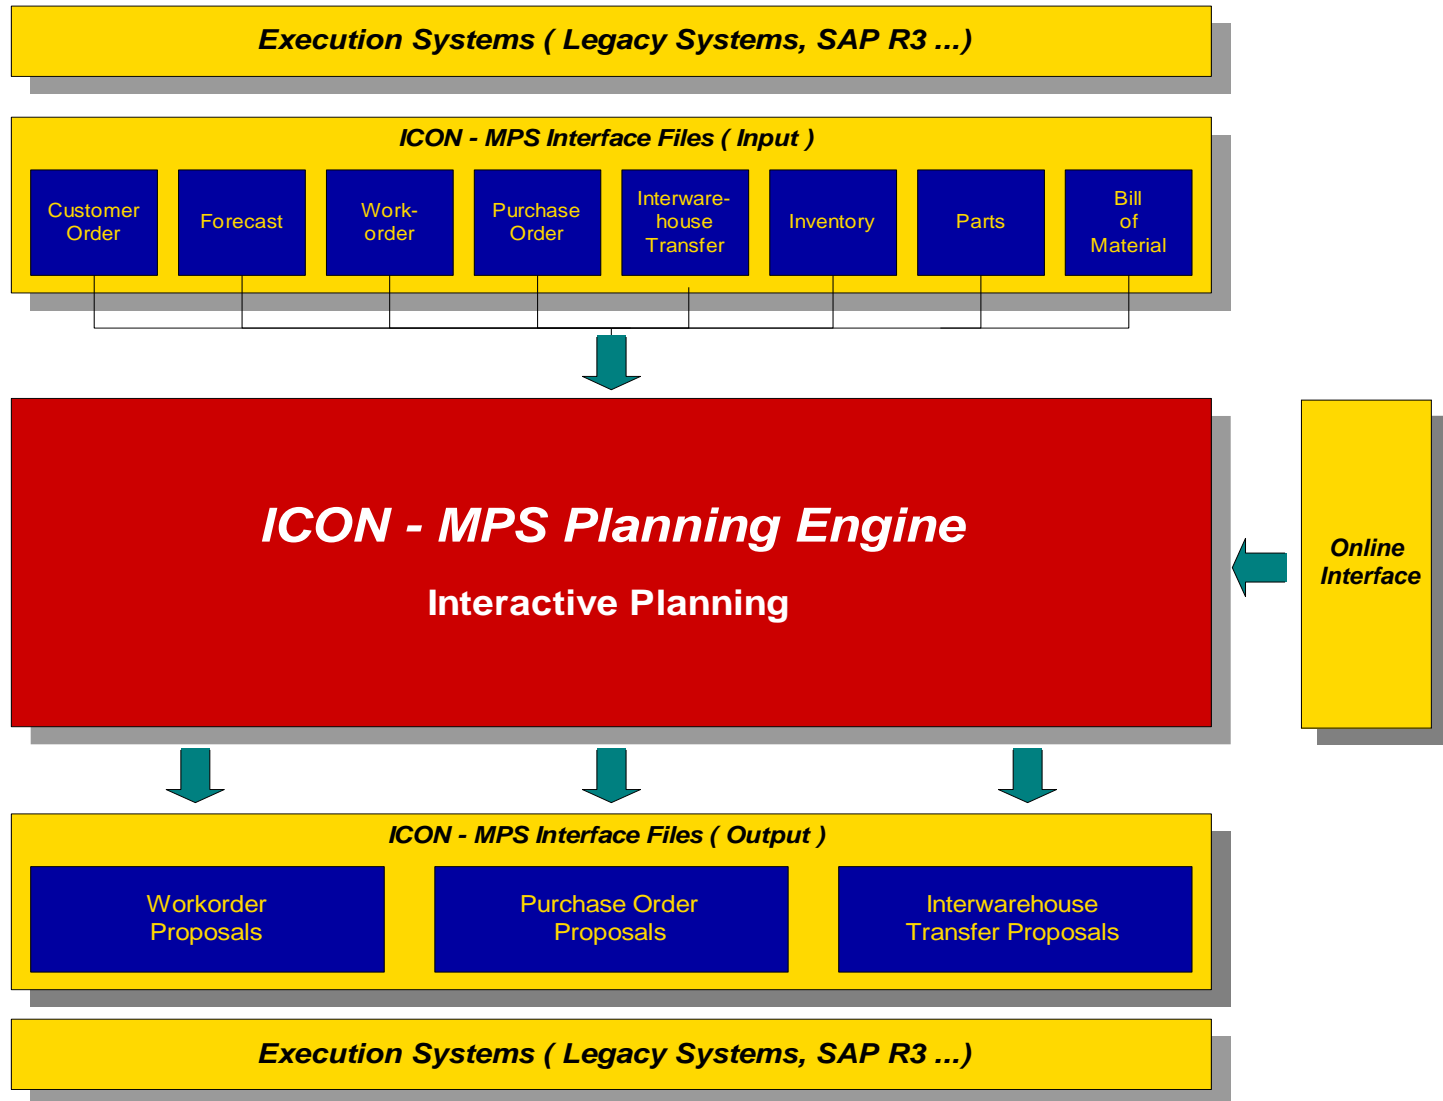 Execution Systems ( Legacy Systems, SAP R3 ...)
ICON - MPS Interface Files ( Input )
Customer
Order
Forecast
Work-
order
Purchase
Order
Interware-
house
Transfer
Inventory
Parts
Bill
of
Material
ICON - MPS Planning Engine
Interactive Planning
Online
Interface
ICON - MPS Interface Files ( Output )
Workorder
Proposals
Purchase Order
Proposals
Interwarehouse
Transfer Proposals
Execution Systems ( Legacy Systems, SAP R3 ...)